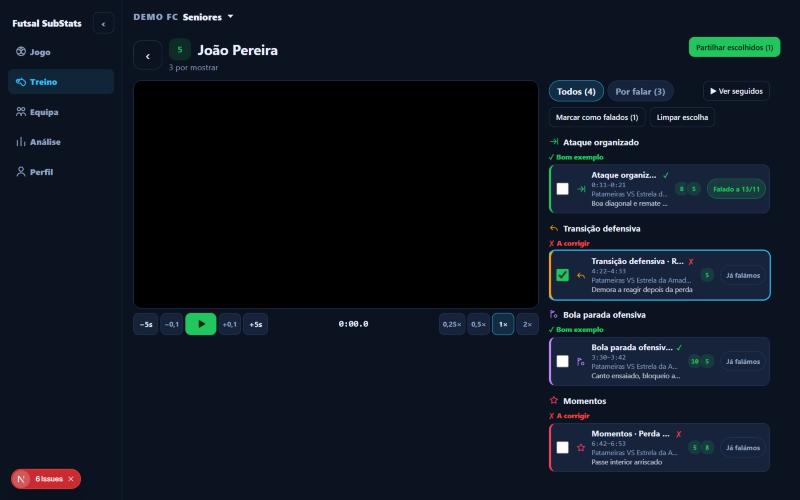 DEMO FC Seniores
Futsal SubStats
Jogo
Treino
Equipa
Análise
Perfil
5 João Pereira
3 por mostrar
Partilhar escolhidos (1)
Todos (4) Por falar (3) ▶ Ver seguidos
Marcar como falados (1) Limpar escolha
Ataque organizado
✓ Bom exemplo
Ataque organiz... ✓
0:11–0:21
Patameiras VS Estrela d...
Boa diagonal e remate ...
8 5 Falado a 13/11
Transição defensiva
✗ A corrigir
Transição defensiva · R... ✗
4:22–4:33
Patameiras VS Estrela da Amad...
Demora a reagir depois da perda
5 Já falámos
Bola parada ofensiva
✓ Bom exemplo
Bola parada ofensiv... ✓
3:30–3:42
Patameiras VS Estrela da A...
Canto ensaiado, bloqueio a...
10 5 Já falámos
Momentos
✗ A corrigir
Momentos · Perda ... ✗
6:42–6:53
Patameiras VS Estrela da A...
Passe interior arriscado
5 8 Já falámos
−5s −0,1 +0,1 +5s 0:00.0 0,25× 0,5× 1× 2×
N 6 Issues ×